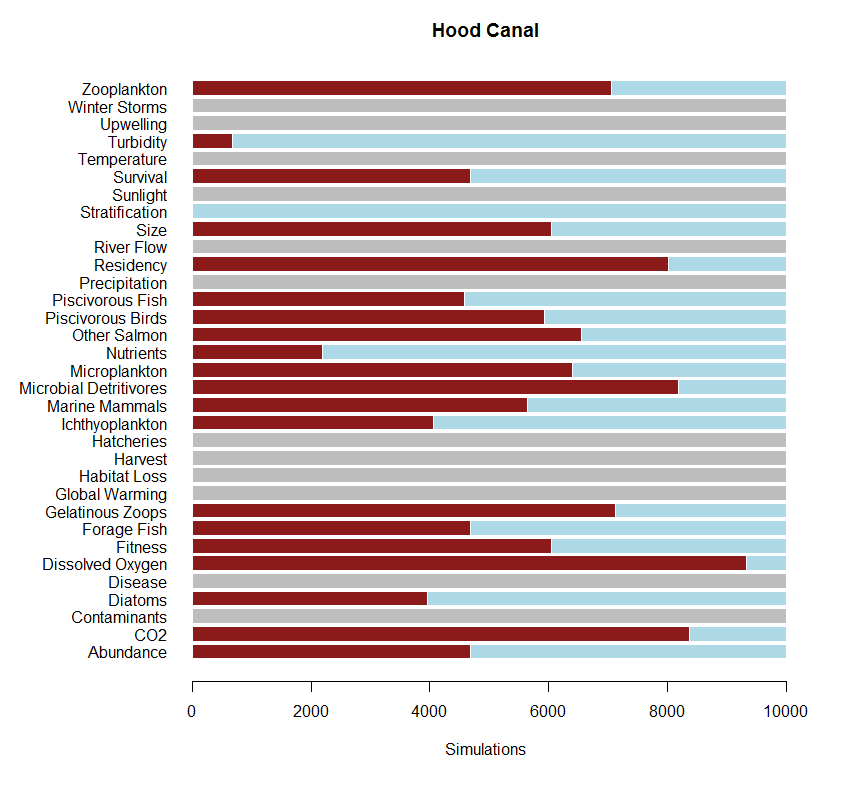 Hood Canal
Zooplankton
Winter Storms
Upwelling
Turbidity
Temperature
Survival
Sunlight
Stratification
Size
River Flow
Residency
Precipitation
Piscivorous Fish
Piscivorous Birds
Other Salmon
Nutrients
Microplankton
Microbial Detritivores
Marine Mammals
Ichthyoplankton
Hatcheries
Harvest
Habitat Loss
Global Warming
Gelatinous Zoops
Forage Fish
Fitness
Dissolved Oxygen
Disease
Diatoms
Contaminants
CO2
Abundance
0 2000 4000 6000 8000 10000
Simulations